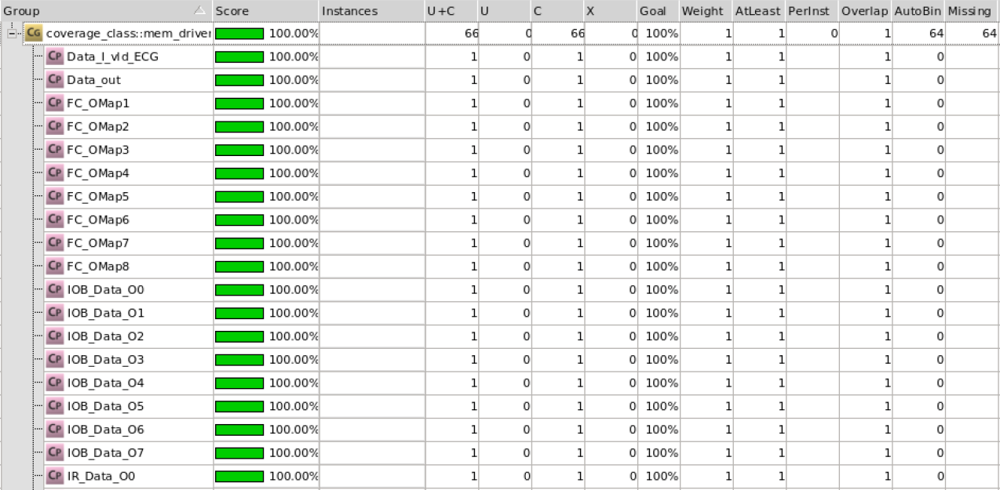 Group Score Instances U+C U C X Goal Weight AtLeast PerInst Overlap AutoBin Missing
CG coverage_class::mem_driver 100.00% 66 0 66 0 100% 1 1 0 1 64 64
CP Data_I_vld_ECG 100.00% 1 0 1 0 100% 1 1 1 0
CP Data_out 100.00% 1 0 1 0 100% 1 1 1 0
CP FC_OMap1 100.00% 1 0 1 0 100% 1 1 1 0
CP FC_OMap2 100.00% 1 0 1 0 100% 1 1 1 0
CP FC_OMap3 100.00% 1 0 1 0 100% 1 1 1 0
CP FC_OMap4 100.00% 1 0 1 0 100% 1 1 1 0
CP FC_OMap5 100.00% 1 0 1 0 100% 1 1 1 0
CP FC_OMap6 100.00% 1 0 1 0 100% 1 1 1 0
CP FC_OMap7 100.00% 1 0 1 0 100% 1 1 1 0
CP FC_OMap8 100.00% 1 0 1 0 100% 1 1 1 0
CP IOB_Data_O0 100.00% 1 0 1 0 100% 1 1 1 0
CP IOB_Data_O1 100.00% 1 0 1 0 100% 1 1 1 0
CP IOB_Data_O2 100.00% 1 0 1 0 100% 1 1 1 0
CP IOB_Data_O3 100.00% 1 0 1 0 100% 1 1 1 0
CP IOB_Data_O4 100.00% 1 0 1 0 100% 1 1 1 0
CP IOB_Data_O5 100.00% 1 0 1 0 100% 1 1 1 0
CP IOB_Data_O6 100.00% 1 0 1 0 100% 1 1 1 0
CP IOB_Data_O7 100.00% 1 0 1 0 100% 1 1 1 0
CP IR_Data_O0 100.00% 1 0 1 0 100% 1 1 1 0